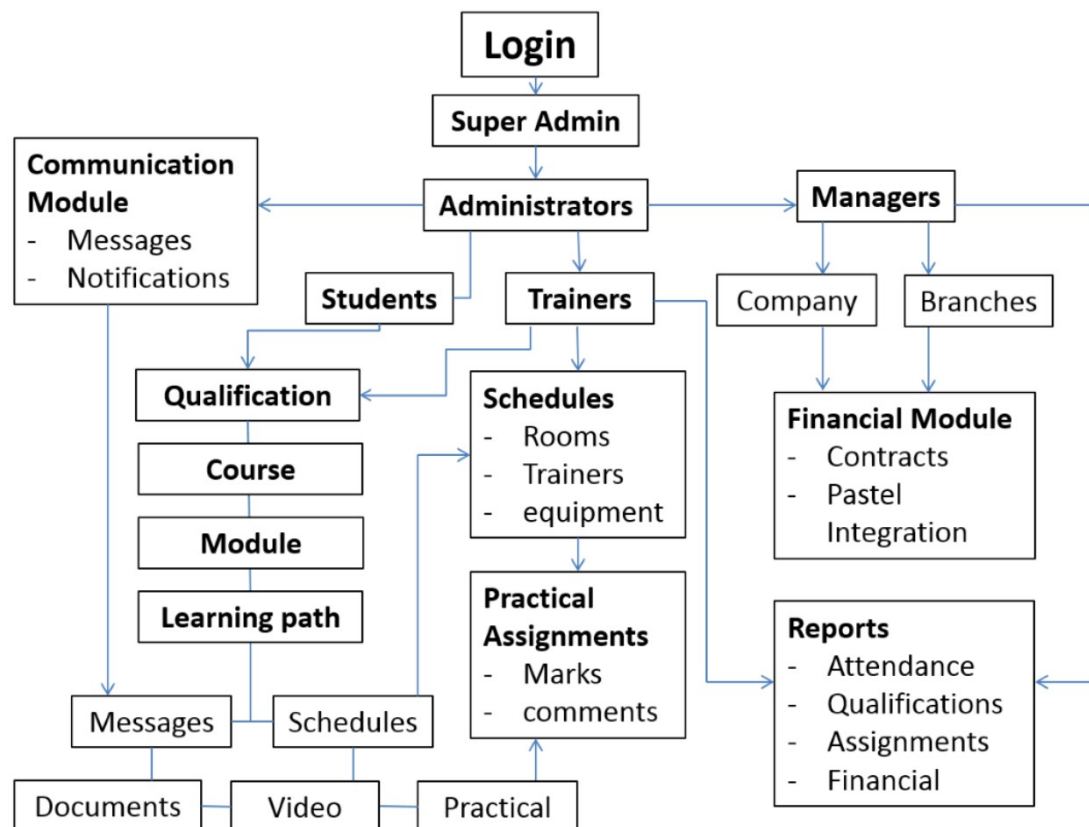 Login
Super Admin
Communication
Module
- Messages
- Notifications
Administrators
Managers
Students
Trainers
Company
Branches
Qualification
Course
Module
Learning path
Schedules
- Rooms
- Trainers
- equipment
Financial Module
- Contracts
- Pastel
Integration
Practical
Assignments
- Marks
- comments
Reports
- Attendance
- Qualifications
- Assignments
- Financial
Messages
Schedules
Documents
Video
Practical